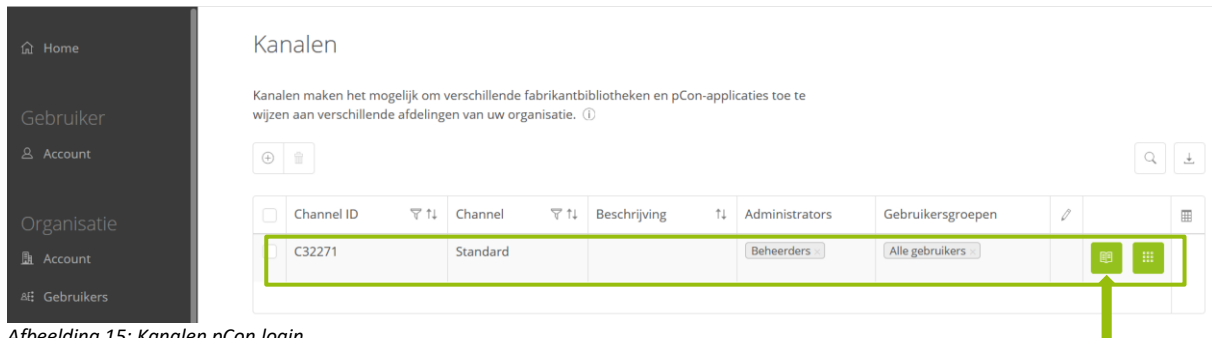 Home
Gebruiker
Account
Organisatie
Account
Gebruikers
Kanalen
Kanalen maken het mogelijk om verschillende fabrikantbibliotheken en pCon-applicaties toe te
wijzen aan verschillende afdelingen van uw organisatie.
Channel ID Channel Beschrijving Administrators Gebruikersgroepen
C32271 Standard Beheerders × Alle gebruikers ×
Afbeelding 15: Kanalen pCon login